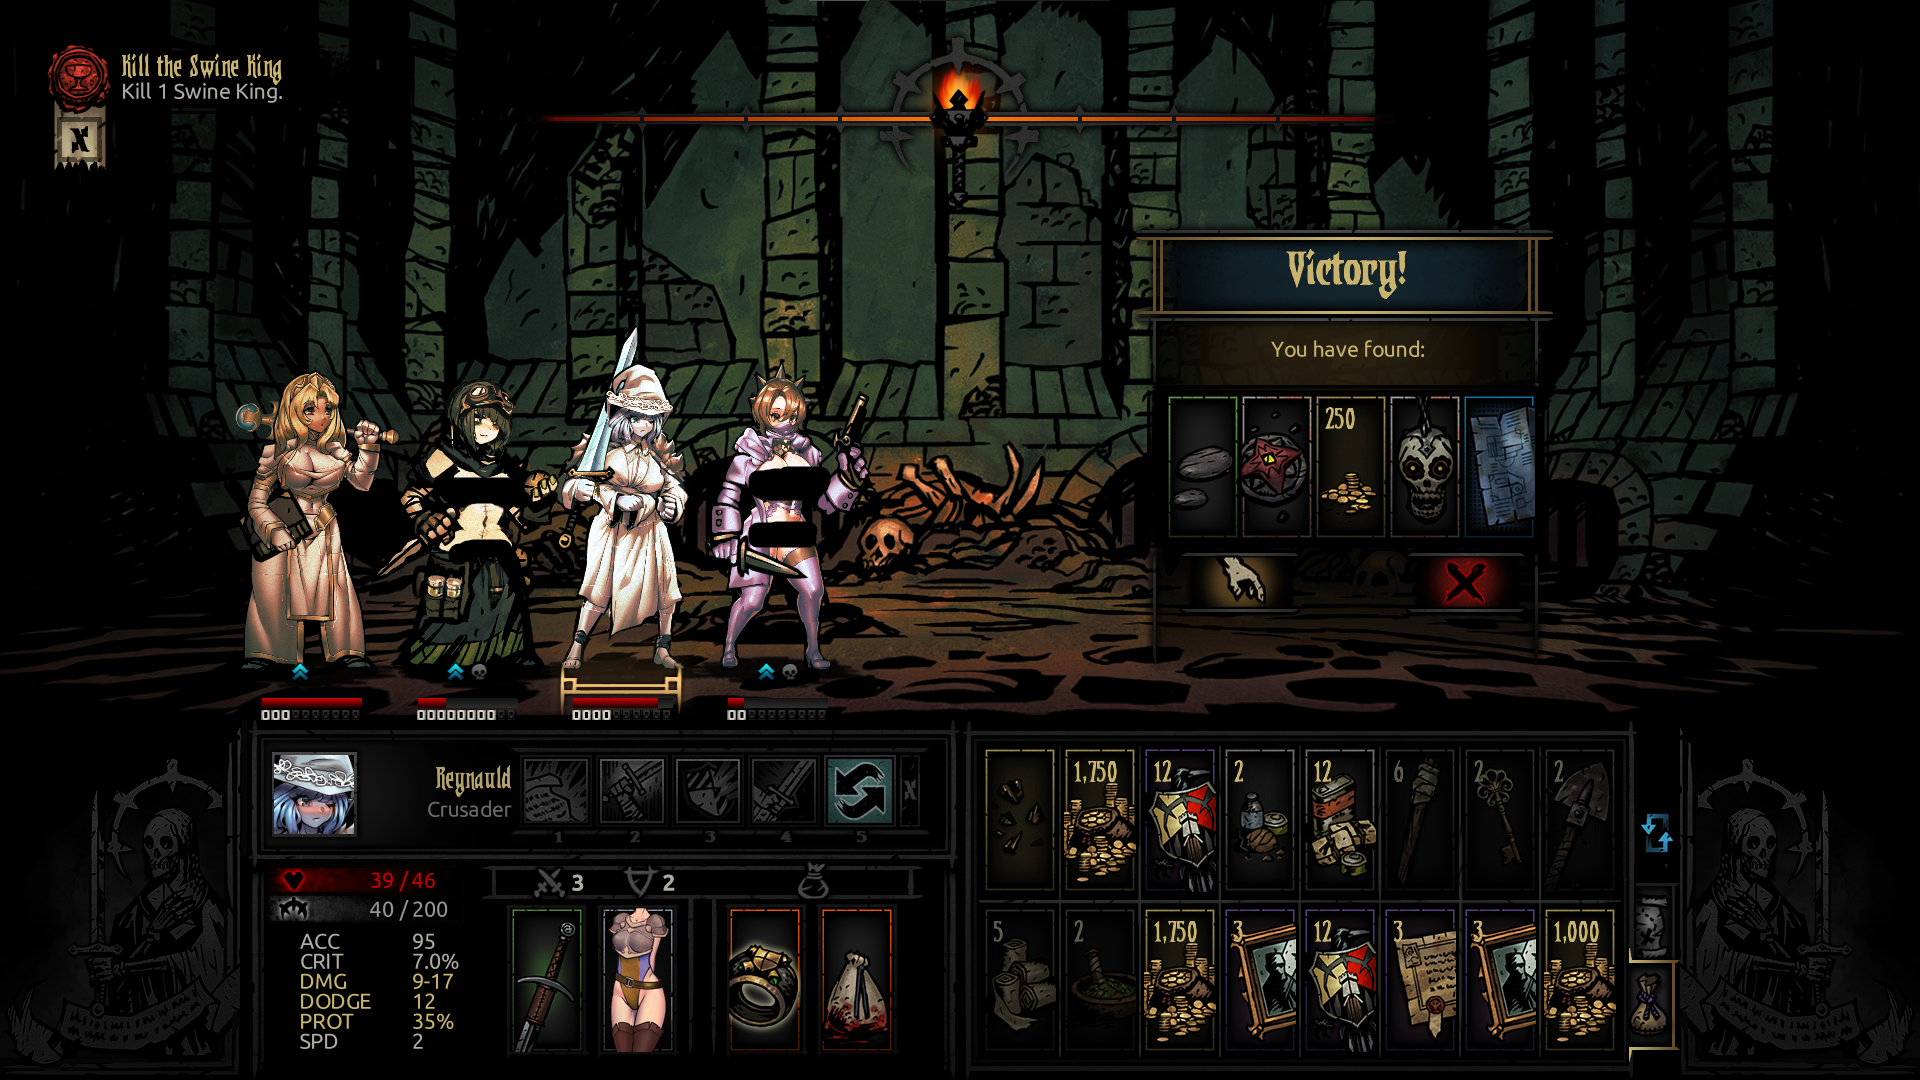 Kill the Swine King
Kill 1 Swine King.
X
Victory!
You have found:
250
Reynauld
Crusader
1 2 3 4 5
39 / 46
40 / 200
3 2
ACC 95
CRIT 7.0%
DMG 9-17
DODGE 12
PROT 35%
SPD 2
1,750 12 2 12 6 2 2
5 2 1,750 3 12 3 3 1,000